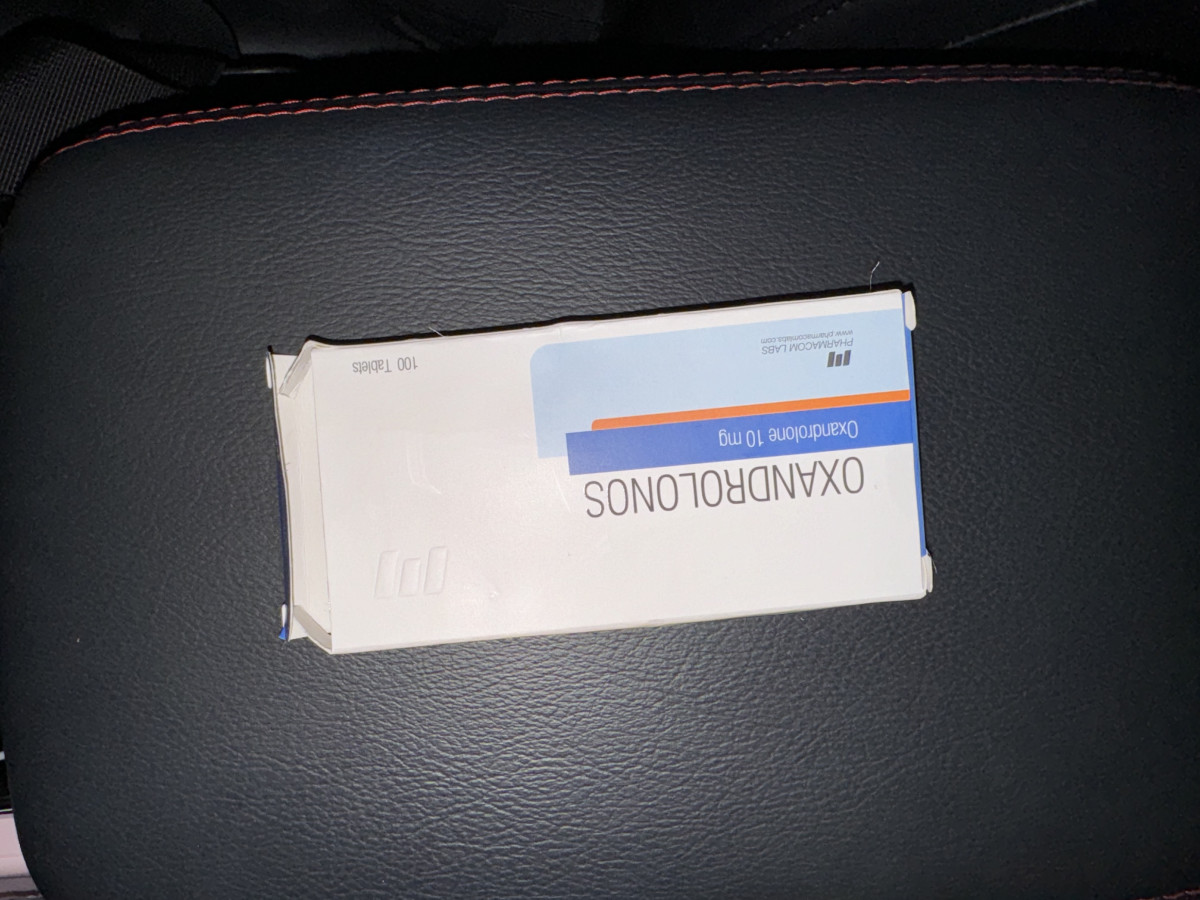 OXANDROLONOS
Oxandrolone 10 mg
PHARMACOM LABS
www.pharmacomlabs.com
100 Tablets